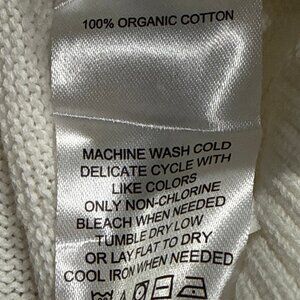 100% ORGANIC COTTON
MACHINE WASH COLD
DELICATE CYCLE WITH
LIKE COLORS
ONLY NON-CHLORINE
BLEACH WHEN NEEDED
TUMBLE DRY LOW
OR LAY FLAT TO DRY
COOL IRON WHEN NEEDED